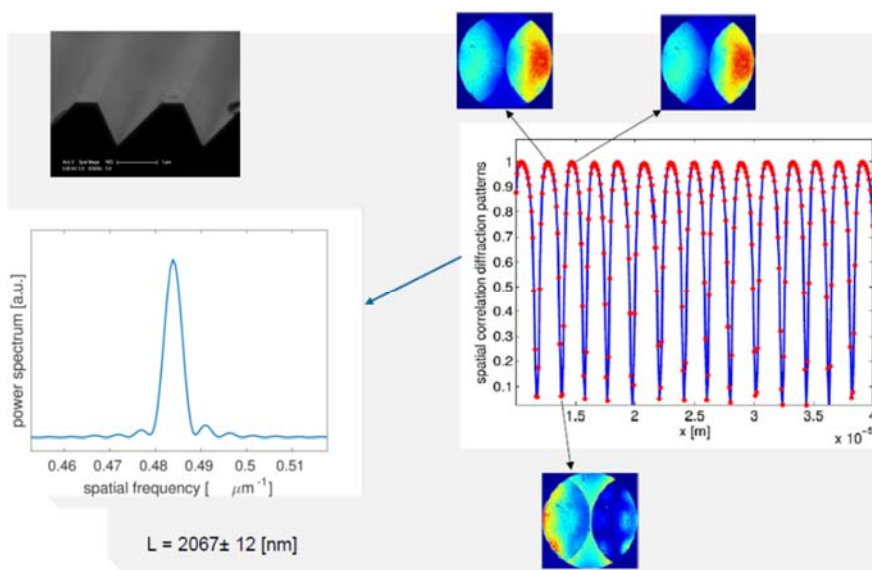 1
0.9
0.8
0.7
0.6
0.5
0.4
0.3
0.2
0.1
spatial correlation diffraction patterns
1.5 2 2.5 3 3.5 4
x [m]
x 10⁻⁵
power spectrum [a.u.]
0.46 0.47 0.48 0.49 0.5 0.51
spatial frequency [ μm⁻¹]
L = 2067± 12 [nm]